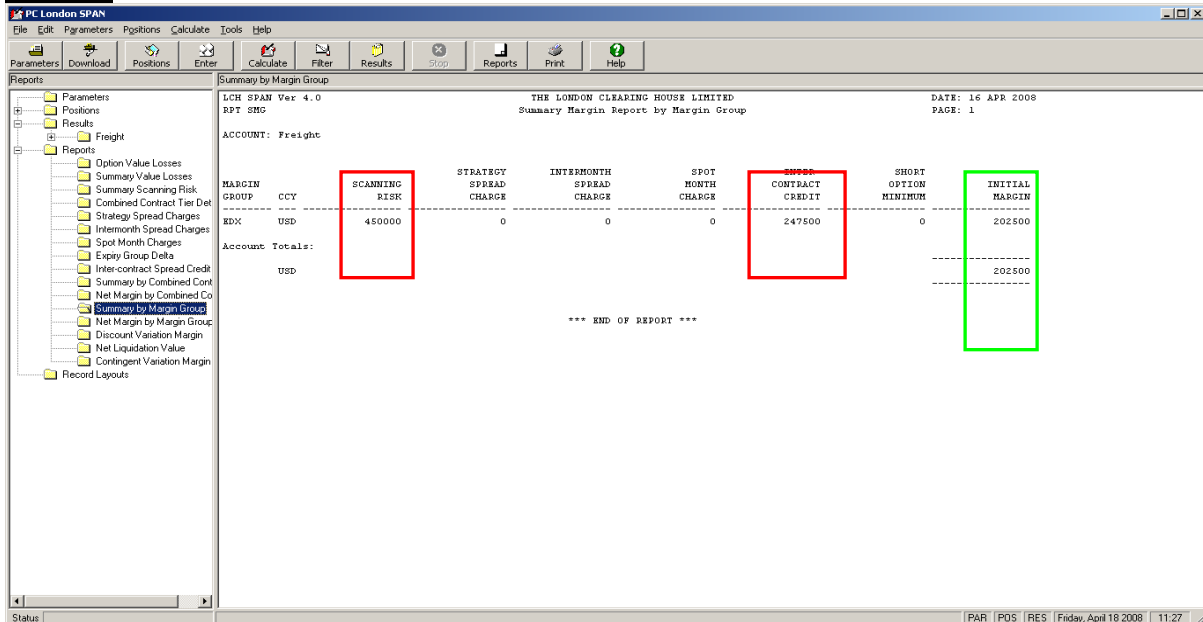 PC London SPAN
File Edit Parameters Positions Calculate Tools Help
Parameters Download Positions Enter Calculate Filter Results Stop Reports Print Help
Reports
Summary by Margin Group
Parameters
Positions
Results
Freight
Reports
Option Value Losses
Summary Value Losses
Summary Scanning Risk
Combined Contract Tier Det
Strategy Spread Charges
Intermonth Spread Charges
Spot Month Charges
Expiry Group Delta
Inter-contract Spread Credit
Summary by Combined Cont
Net Margin by Combined Co
Summary by Margin Group
Net Margin by Margin Group
Discount Variation Margin
Net Liquidation Value
Contingent Variation Margin
Record Layouts
LCH SPAN Ver 4.0 THE LONDON CLEARING HOUSE LIMITED DATE: 16 APR 2008
RPT SMG Summary Margin Report by Margin Group PAGE: 1
ACCOUNT: Freight
STRATEGY INTERMONTH SPOT INTER SHORT
MARGIN SCANNING SPREAD SPREAD MONTH CONTRACT OPTION INITIAL
GROUP CCY RISK CHARGE CHARGE CHARGE CREDIT MINIMUM MARGIN
EDX USD 450000 0 0 0 247500 0 202500
Account Totals:
USD 202500
*** END OF REPORT ***
Status PAR POS RES Friday, April 18 2008 11:27